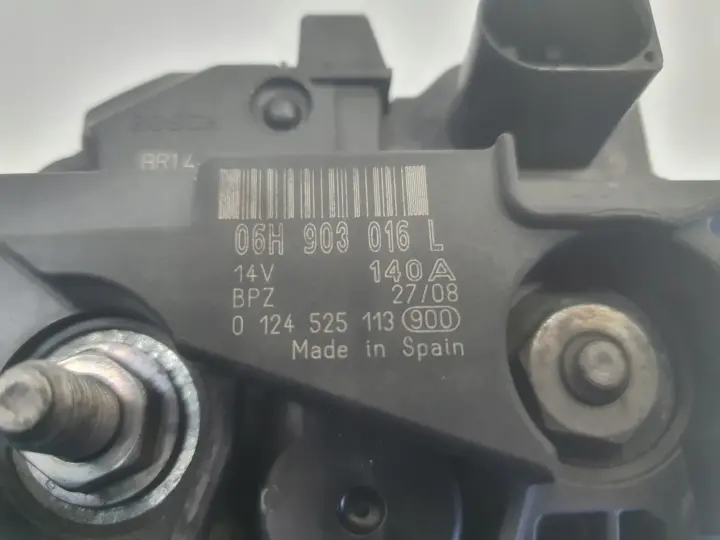 BR14
06H 903 016 L
14V 140A
BPZ 27/08
0 124 525 113 900
Made in Spain